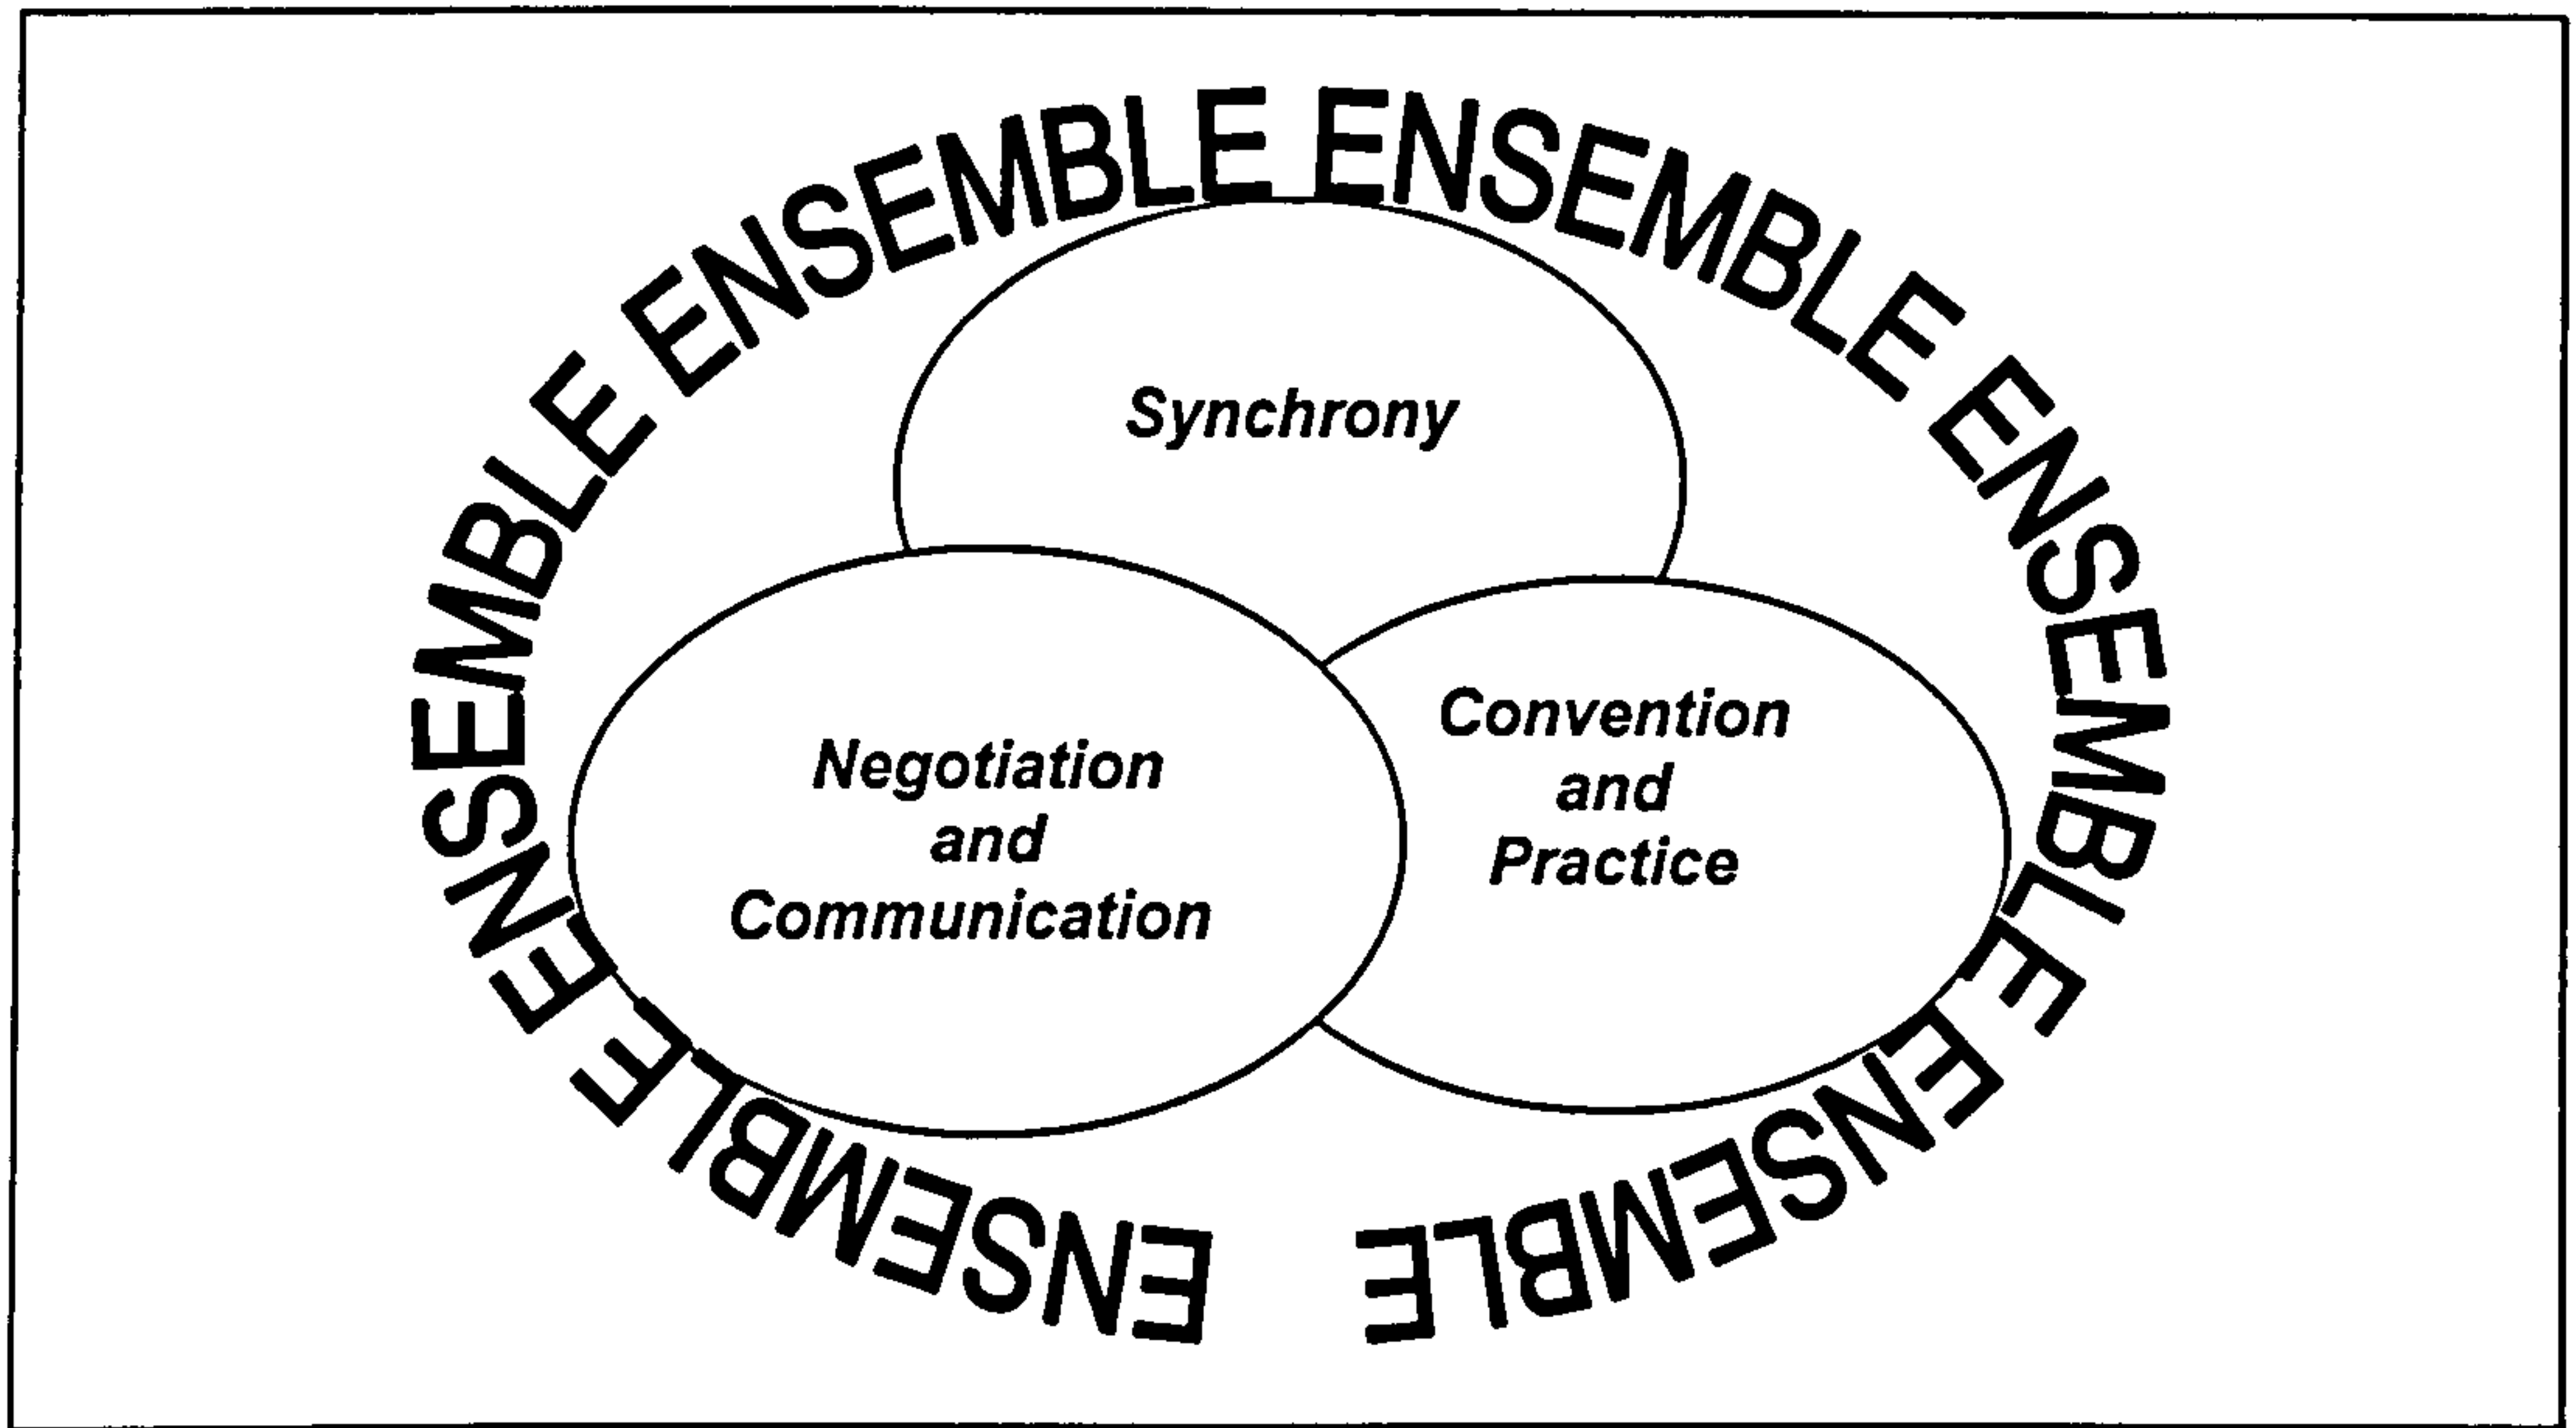 ENSEMBLE ENSEMBLE ENSEMBLE ENSEMBLE ENSEMBLE ENSEMBLE
Synchrony
Negotiation
and
Communication
Convention
and
Practice